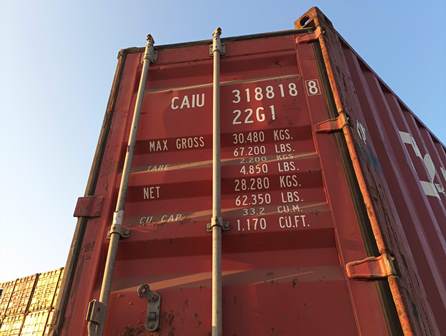 CAIU 318818 8
22G1
MAX GROSS 30.480 KGS.
67.200 LBS.
TARE 2.200 KGS.
4.850 LBS.
NET 28.280 KGS.
62.350 LBS.
CU. CAP. 33,2 CU.M.
1.170 CU.FT.